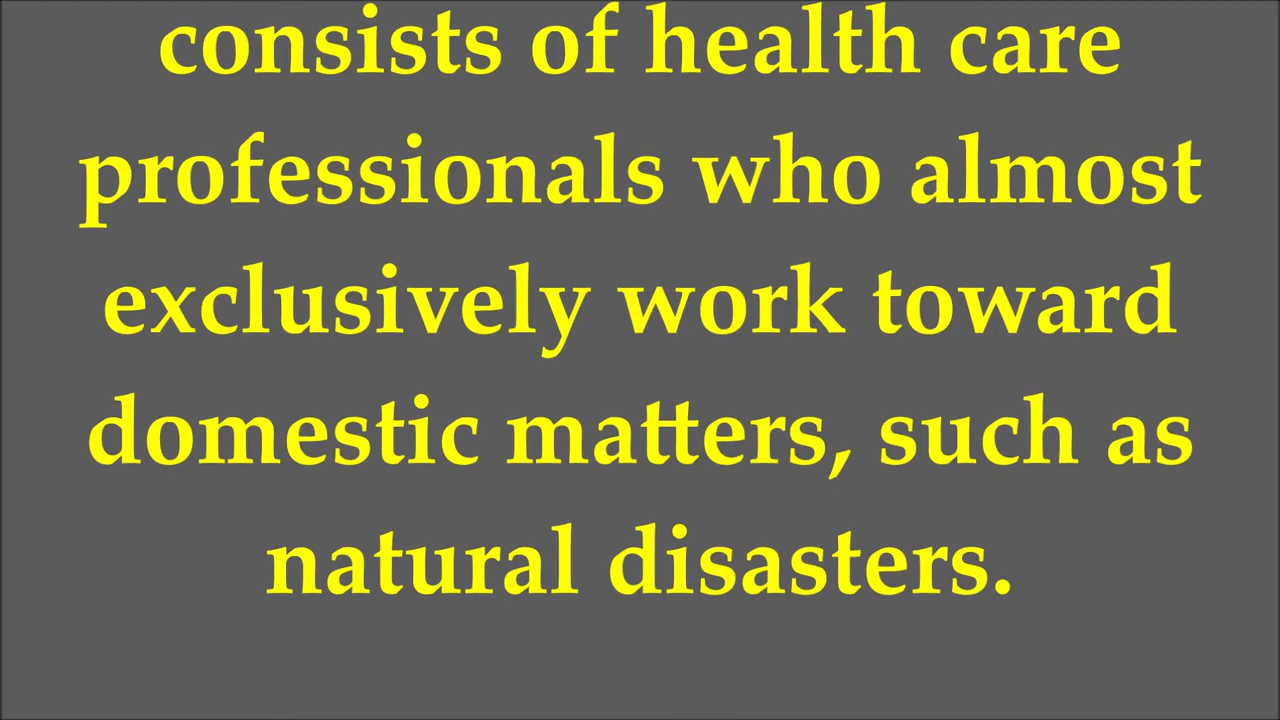 consists of health care
professionals who almost
exclusively work toward
domestic matters, such as
natural disasters.